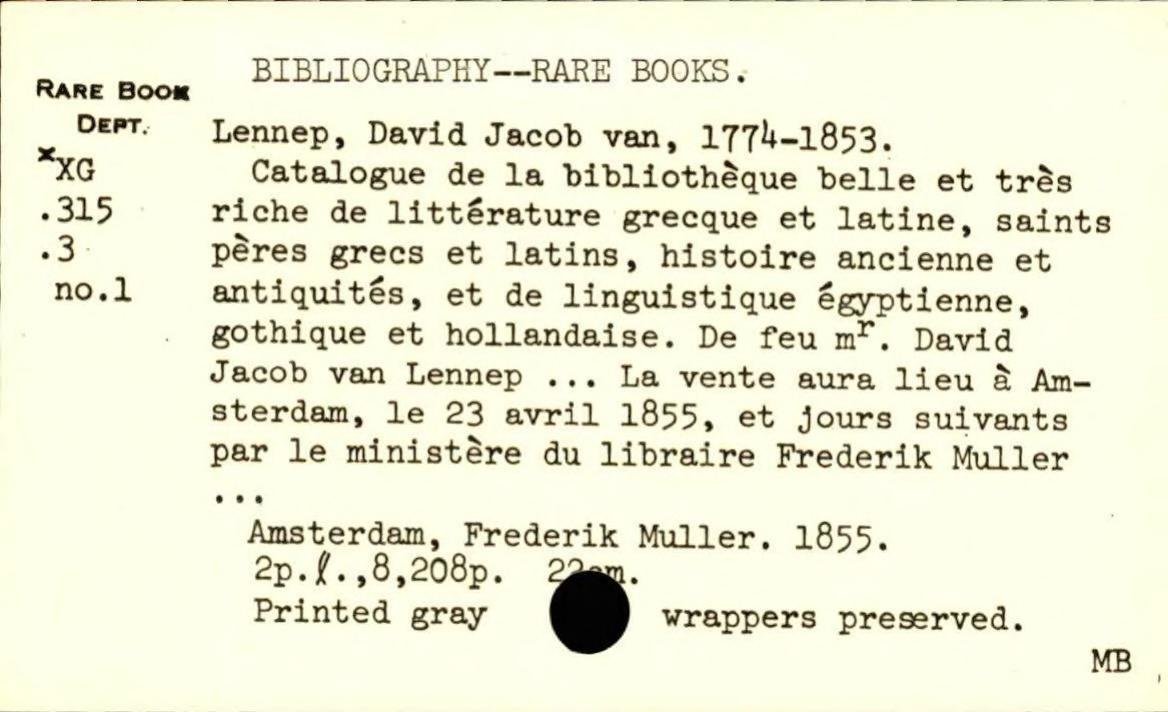 BIBLIOGRAPHY--RARE BOOKS.
RARE BOOK
DEPT.
xXG
.315
.3
no.1
Lennep, David Jacob van, 1774-1853.
Catalogue de la bibliothèque belle et très
riche de littérature grecque et latine, saints
pères grecs et latins, histoire ancienne et
antiquités, et de linguistique égyptienne,
gothique et hollandaise. De feu mr. David
Jacob van Lennep ... La vente aura lieu à Am-
sterdam, le 23 avril 1855, et jours suivants
par le ministère du libraire Frederik Muller
...
Amsterdam, Frederik Muller. 1855.
2p.ℓ.,8,208p. 22cm.
Printed gray wrappers preserved.
MB